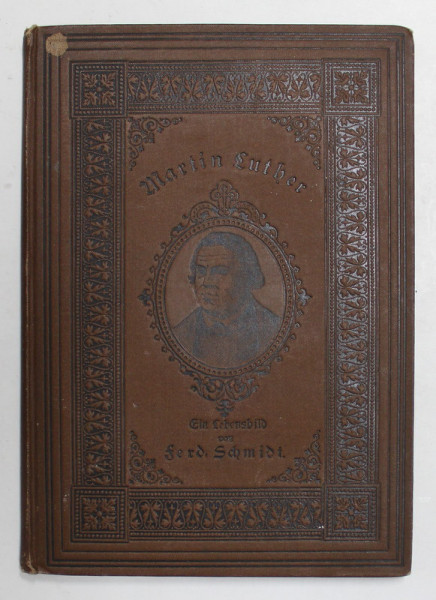 Martin Luther
Ein Lebensbild
von
Ferd. Schmidt.